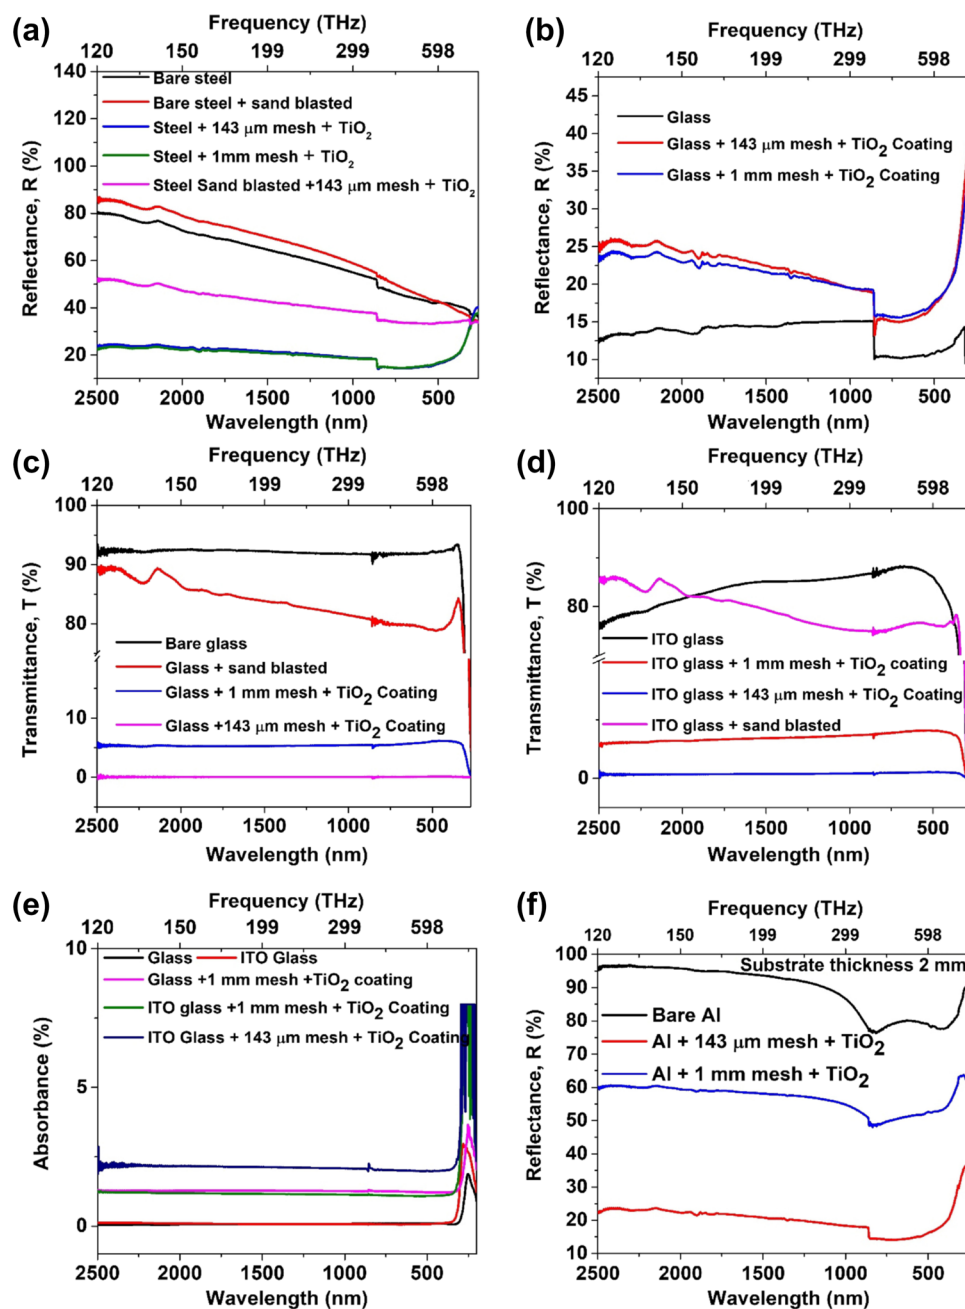 (a)
Frequency (THz)
120 150 199 299 598
140
120
100
80
60
40
20
Reflectance, R (%)
Bare steel
Bare steel + sand blasted
Steel + 143 μm mesh + TiO2
Steel + 1mm mesh + TiO2
Steel Sand blasted +143 μm mesh + TiO2
2500 2000 1500 1000 500
Wavelength (nm)
(b)
Frequency (THz)
120 150 199 299 598
45
40
35
30
25
20
15
10
Reflectance, R (%)
Glass
Glass + 143 μm mesh + TiO2 Coating
Glass + 1 mm mesh + TiO2 Coating
2500 2000 1500 1000 500
Wavelength (nm)
(c)
Frequency (THz)
120 150 199 299 598
100
90
80
5
0
Transmittance, T (%)
Bare glass
Glass + sand blasted
Glass + 1 mm mesh + TiO2 Coating
Glass +143 μm mesh + TiO2 Coating
2500 2000 1500 1000 500
Wavelength (nm)
(d)
Frequency (THz)
120 150 199 299 598
100
80
0
Transmittance, T (%)
ITO glass
ITO glass + 1 mm mesh + TiO2 coating
ITO glass + 143 μm mesh + TiO2 Coating
ITO glass + sand blasted
2500 2000 1500 1000 500
Wavelength (nm)
(e)
Frequency (THz)
120 150 199 299 598
10
5
0
Absorbance (%)
Glass ITO Glass
Glass +1 mm mesh +TiO2 coating
ITO glass +1 mm mesh + TiO2 Coating
ITO Glass + 143 μm mesh + TiO2 Coating
2500 2000 1500 1000 500
Wavelength (nm)
(f)
Frequency (THz)
120 150 199 299 598
100
90
80
70
60
50
40
30
20
10
Reflectance, R (%)
Substrate thickness 2 mm
Bare Al
Al + 143 μm mesh + TiO2
Al + 1 mm mesh + TiO2
2500 2000 1500 1000 500
Wavelength (nm)